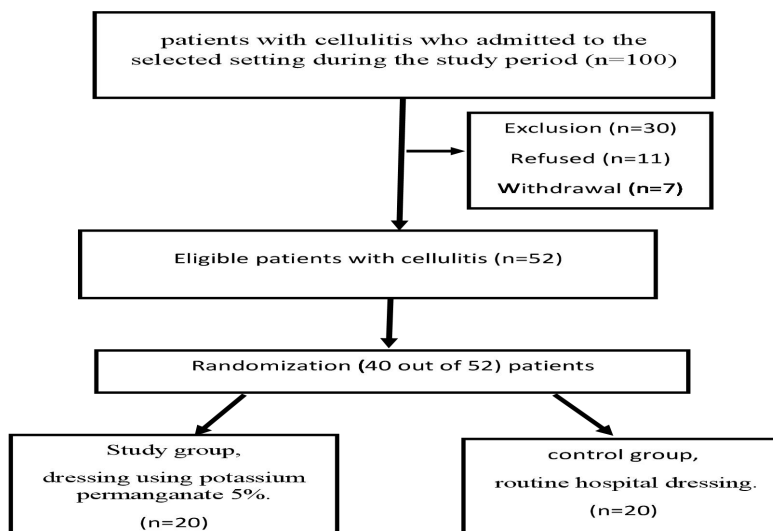 patients with cellulitis who admitted to the
selected setting during the study period (n=100)
Exclusion (n=30)
Refused (n=11)
Withdrawal (n=7)
Eligible patients with cellulitis (n=52)
Randomization (40 out of 52) patients
Study group,
dressing using potassium
permanganate 5%.
(n=20)
control group,
routine hospital dressing.
(n=20)